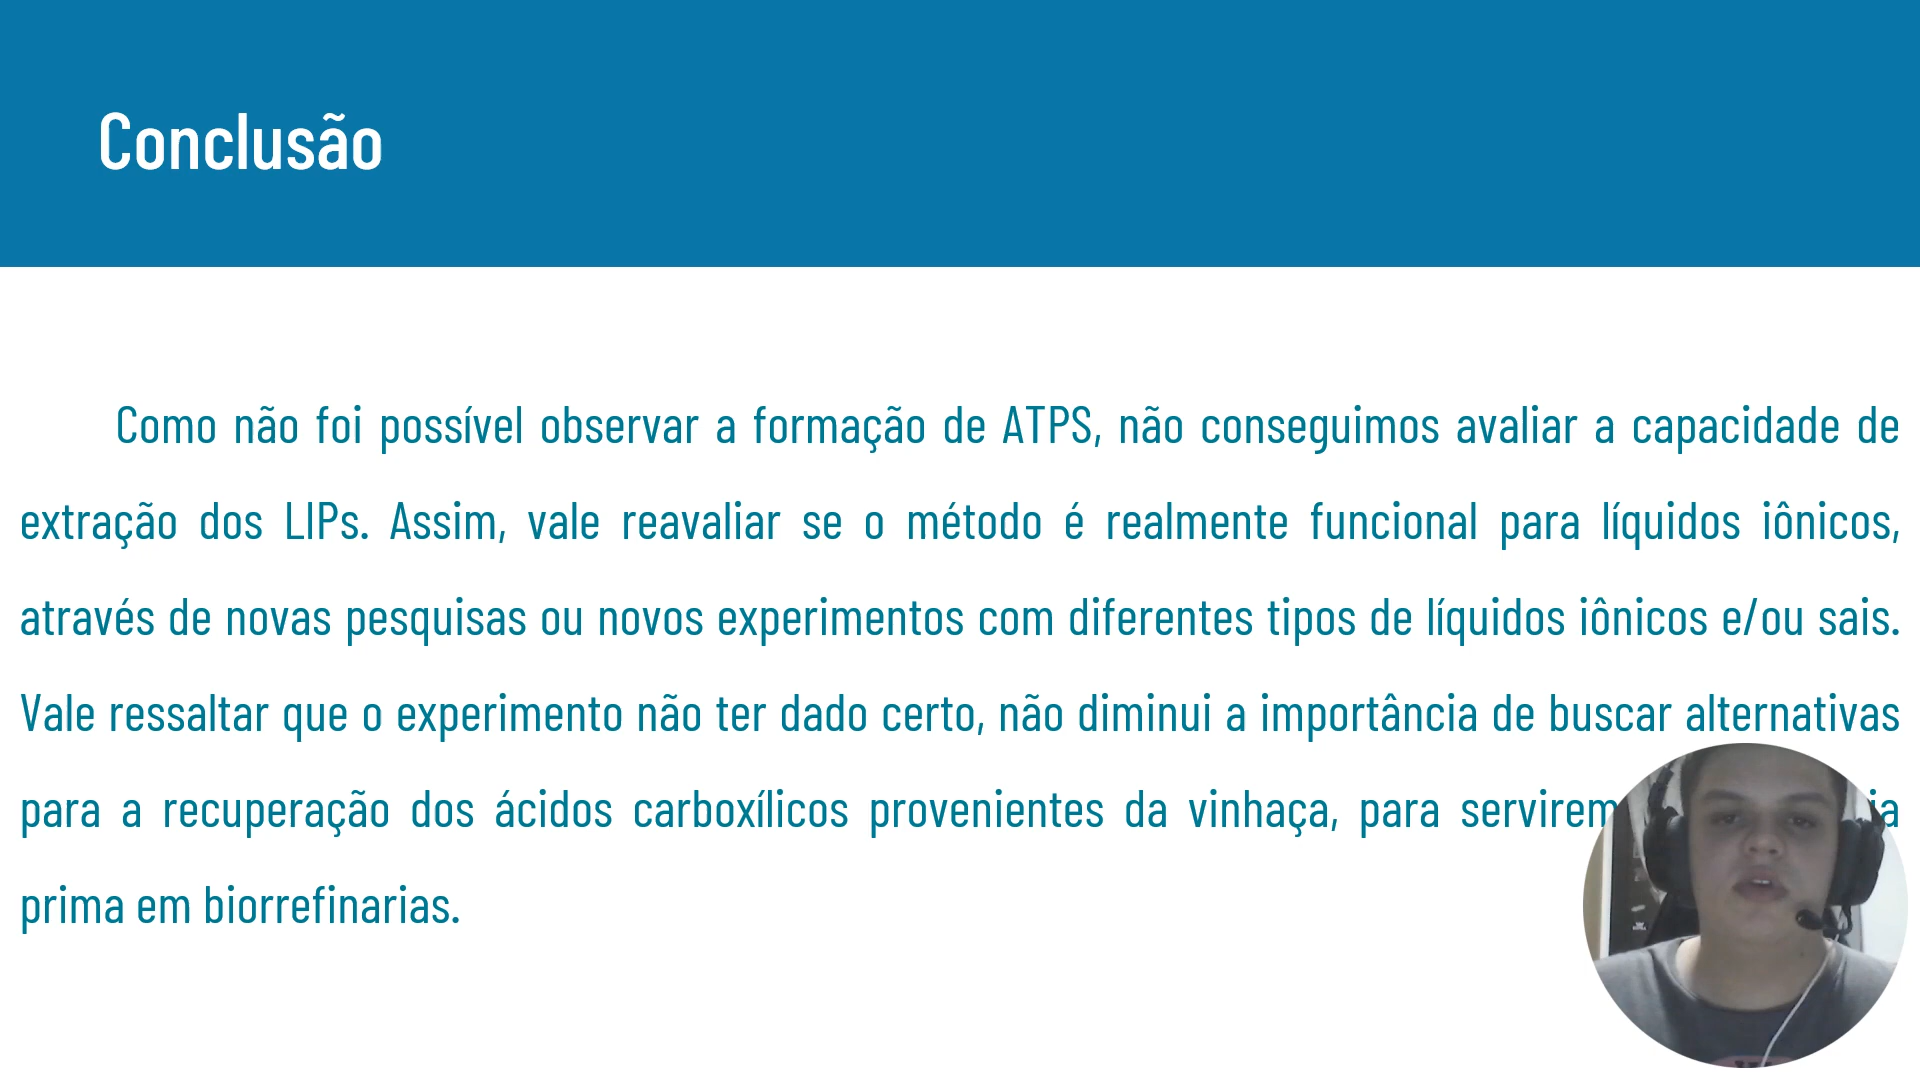 Conclusão
Como não foi possível observar a formação de ATPS, não conseguimos avaliar a capacidade de
extração dos LIPs. Assim, vale reavaliar se o método é realmente funcional para líquidos iônicos,
através de novas pesquisas ou novos experimentos com diferentes tipos de líquidos iônicos e/ou sais.
Vale ressaltar que o experimento não ter dado certo, não diminui a importância de buscar alternativas
para a recuperação dos ácidos carboxílicos provenientes da vinhaça, para servirem
prima em biorrefinarias.